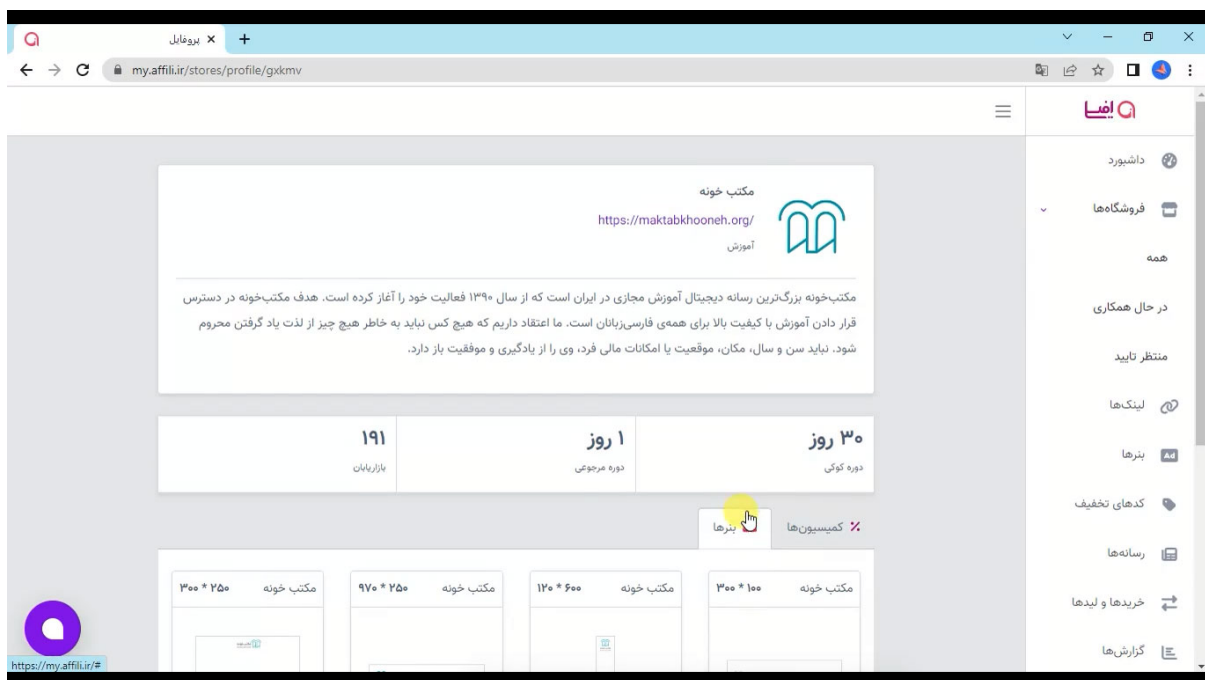 پروفایل
my.affili.ir/stores/profile/gxkmv
افیلیا
داشبورد
فروشگاه‌ها
همه
در حال همکاری
منتظر تایید
لینک‌ها
بنرها
کدهای تخفیف
رسانه‌ها
خریدها و لیدها
گزارش‌ها
مکتب خونه
https://maktabkhooneh.org/
آموزش
مکتب‌خونه بزرگ‌ترین رسانه دیجیتال آموزش مجازی در ایران است که از سال ۱۳۹۰ فعالیت خود را آغاز کرده است. هدف مکتب‌خونه در دسترس
قرار دادن آموزش با کیفیت بالا برای همه‌ی فارسی‌زبانان است. ما اعتقاد داریم که هیچ کس نباید به خاطر هیچ چیز از لذت یاد گرفتن محروم
شود. نباید سن و سال، مکان، موقعیت یا امکانات مالی فرد، وی را از یادگیری و موفقیت باز دارد.
۳۰ روز
دوره کوکی
۱ روز
دوره مرجوعی
۱۹۱
بازاریابان
کمیسیون‌ها
بنرها
مکتب خونه ۱۰۰ * ۳۰۰
مکتب خونه ۶۰۰ * ۱۲۰
مکتب خونه ۲۵۰ * ۹۷۰
مکتب خونه ۲۵۰ * ۳۰۰
https://my.affili.ir/#